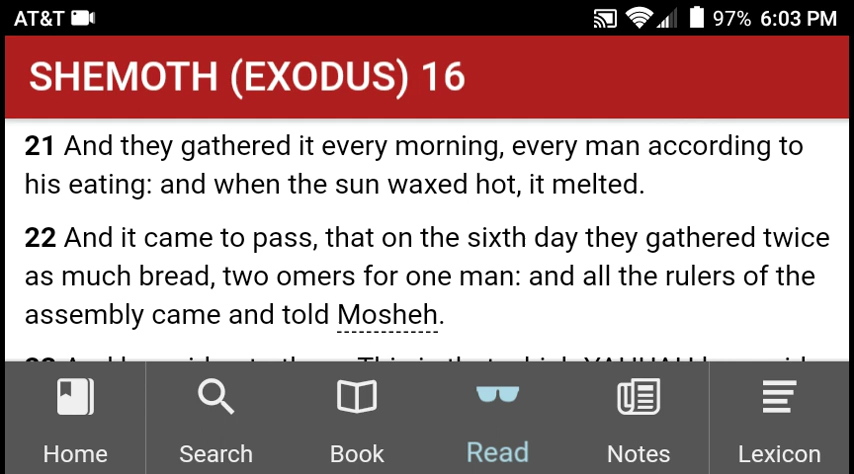 AT&T 97% 6:03 PM
SHEMOTH (EXODUS) 16
21 And they gathered it every morning, every man according to
his eating: and when the sun waxed hot, it melted.
22 And it came to pass, that on the sixth day they gathered twice
as much bread, two omers for one man: and all the rulers of the
assembly came and told Mosheh.
Home Search Book Read Notes Lexicon